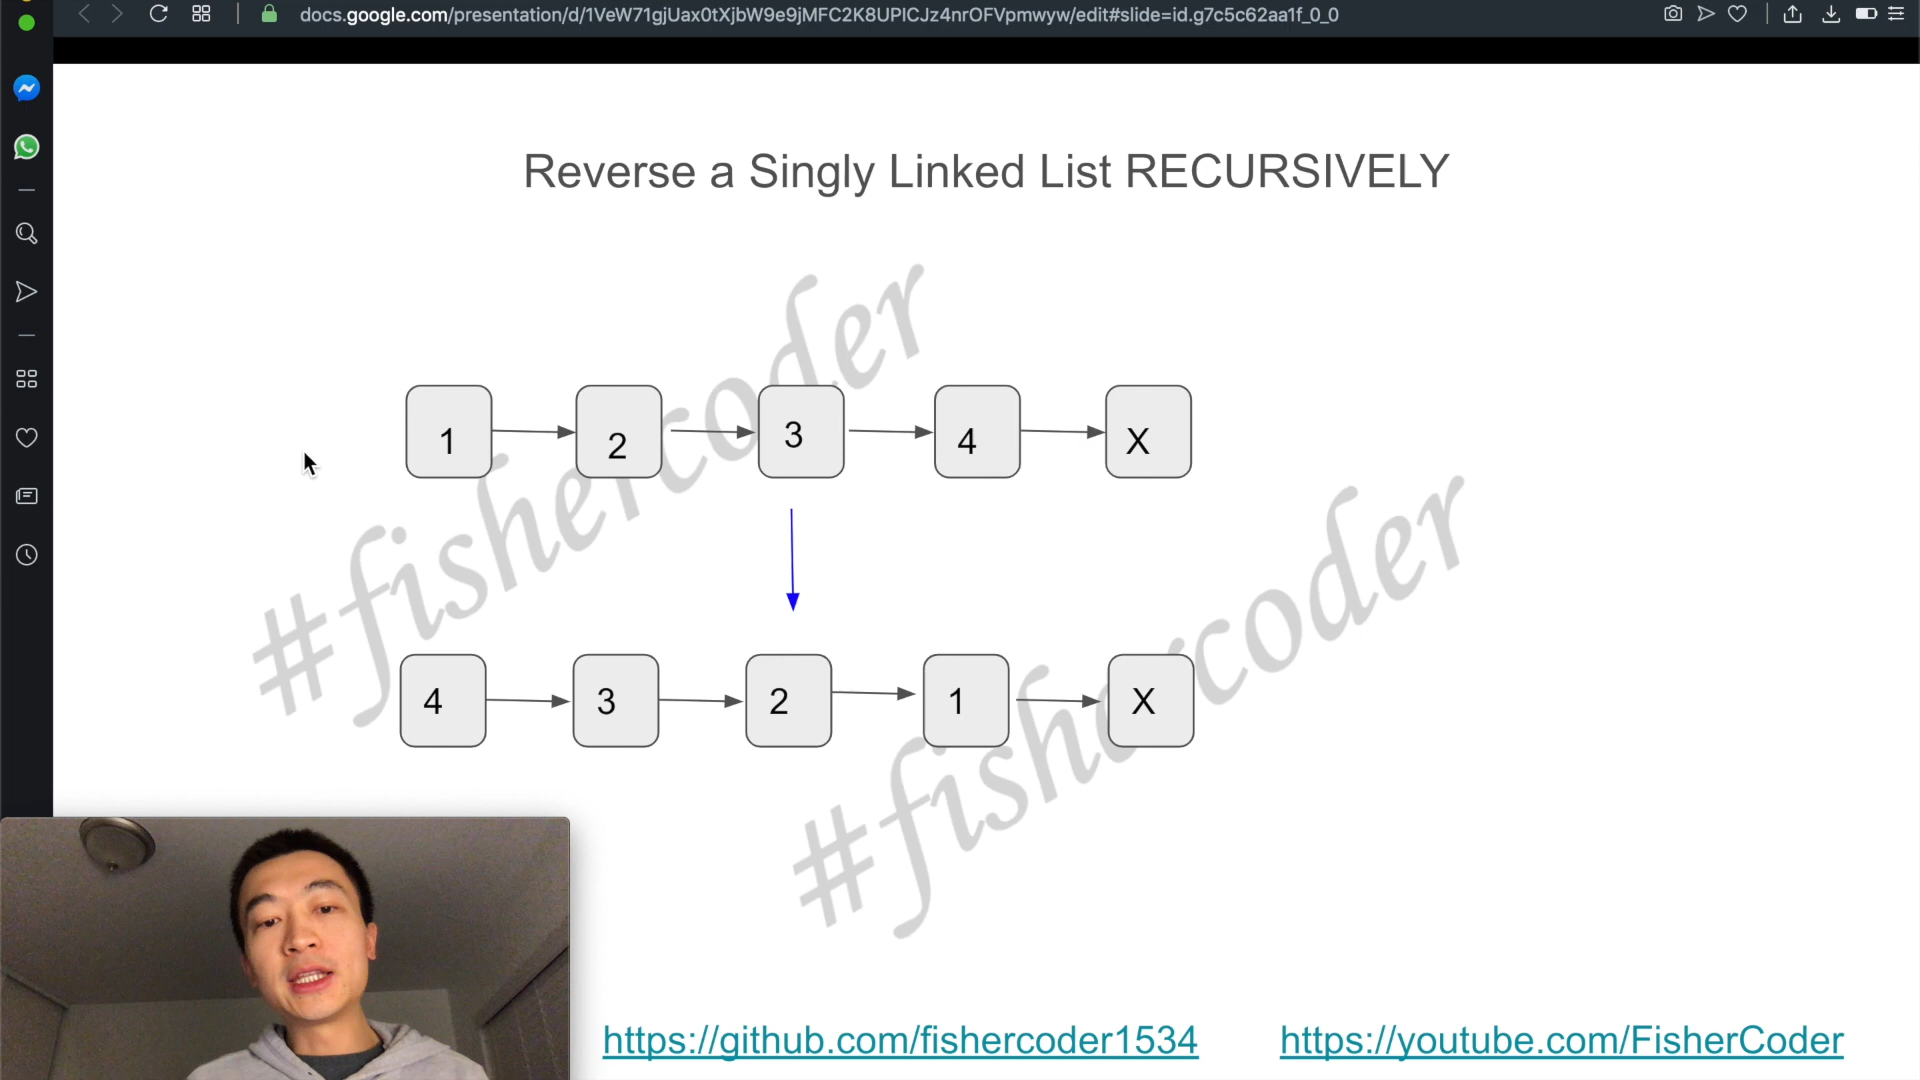 docs.google.com/presentation/d/1VeW71gjUax0tXjbW9e9jMFC2K8UPlCJz4nrOFVpmwyw/edit#slide=id.g7c5c62aa1f_0_0
Reverse a Singly Linked List RECURSIVELY
1 2 3 4 X
4 3 2 1 X
#fishercoder
#fishercoder
https://github.com/fishercoder1534
https://youtube.com/FisherCoder